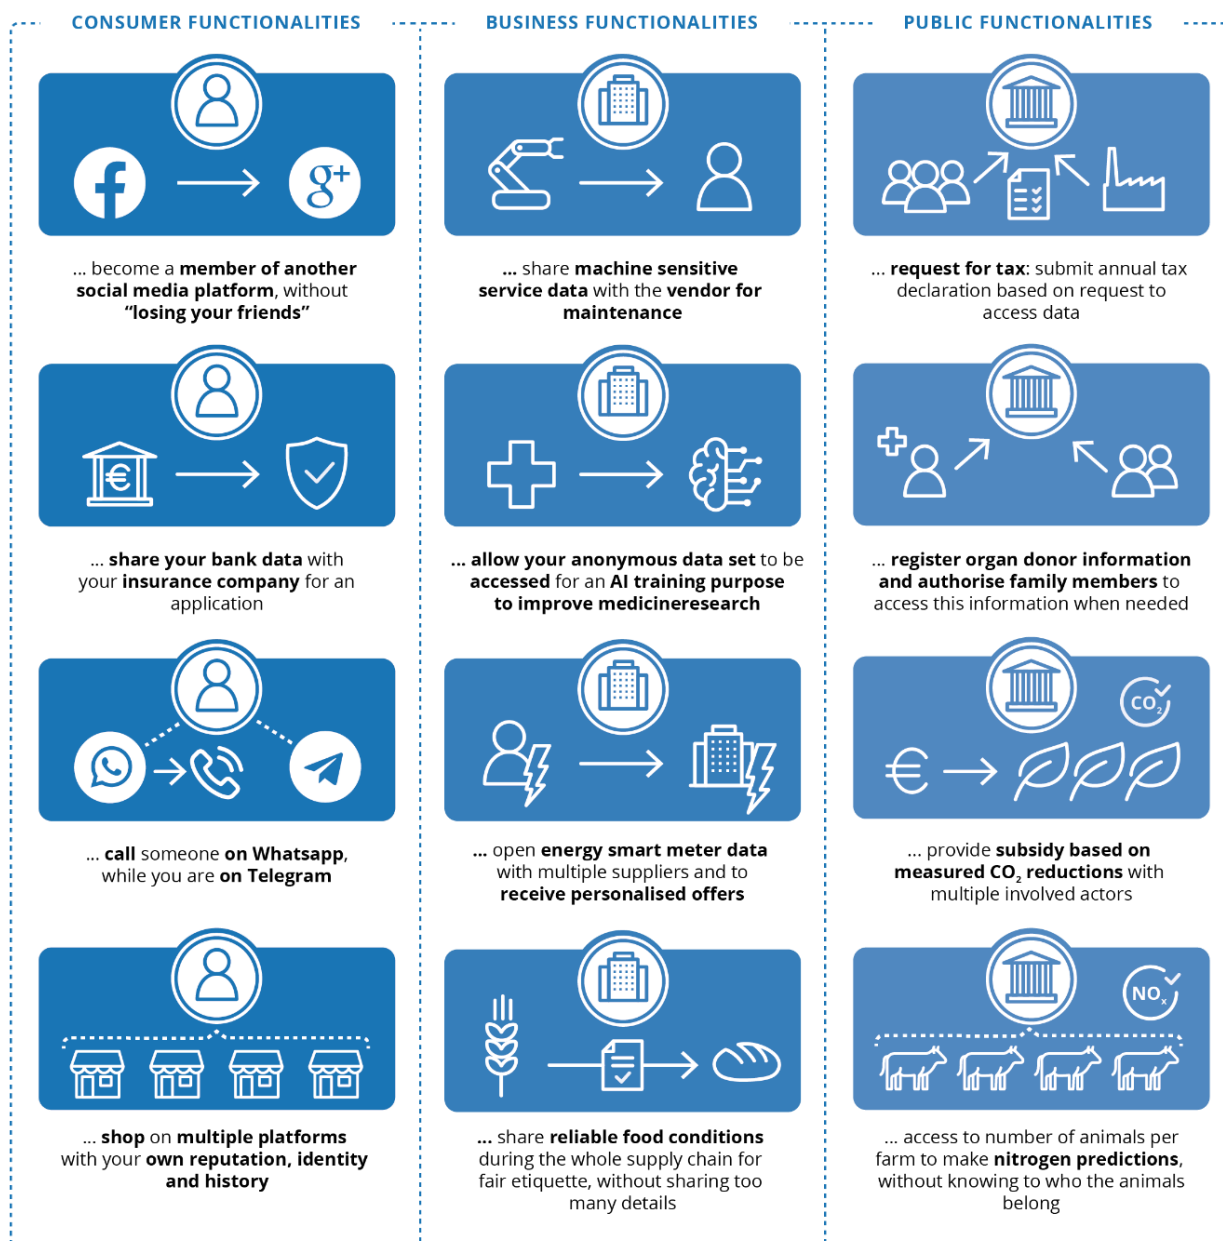 CONSUMER FUNCTIONALITIES
BUSINESS FUNCTIONALITIES
PUBLIC FUNCTIONALITIES
g+
... become a member of another
social media platform, without
“losing your friends”
... share machine sensitive
service data with the vendor for
maintenance
... request for tax: submit annual tax
declaration based on request to
access data
€
... share your bank data with
your insurance company for an
application
... allow your anonymous data set to be
accessed for an AI training purpose
to improve medicineresearch
... register organ donor information
and authorise family members to
access this information when needed
CO₂
€
... call someone on Whatsapp,
while you are on Telegram
... open energy smart meter data
with multiple suppliers and to
receive personalised offers
... provide subsidy based on
measured CO₂ reductions with
multiple involved actors
NOₓ
... shop on multiple platforms
with your own reputation, identity
and history
... share reliable food conditions
during the whole supply chain for
fair etiquette, without sharing too
many details
... access to number of animals per
farm to make nitrogen predictions,
without knowing to who the animals
belong